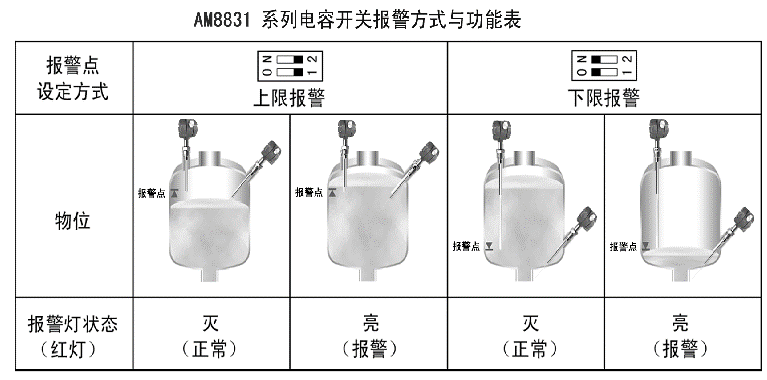 AM8831 系列电容开关报警方式与功能表
报警点
设定方式
ON
1 2
上限报警
ON
1 2
下限报警
物位
报警点
报警点
报警点
报警点
报警灯状态
（红灯）
灭
（正常）
亮
（报警）
灭
（正常）
亮
（报警）